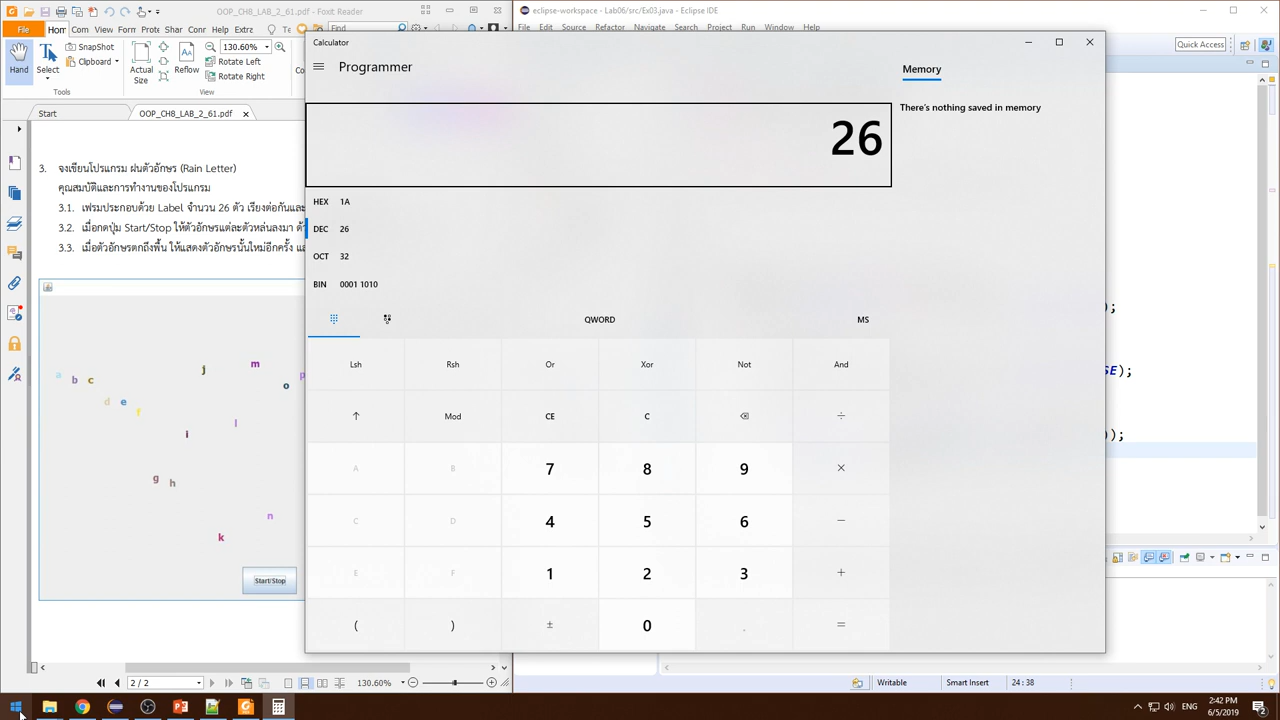 OOP_CH8_LAB_2_61.pdf - Foxit Reader
eclipse-workspace - Lab06/src/Ex03.java - Eclipse IDE
File Hom Com View Form Prote Shar Conn Help Exte Te Find
Edit Source Refactor Navigate Search Project Run Window Help
SnapShot
Clipboard
Hand
Select
Actual
Size
Reflow
130.60%
Rotate Left
Rotate Right
Tools
View
Quick Access
Start
OOP_CH8_LAB_2_61.pdf
3. จงเขียนโปรแกรม ฝนตัวอักษร (Rain Letter)
คุณสมบัติและการทำงานของโปรแกรม
3.1. เฟรมประกอบด้วย Label จำนวน 26 ตัว เรียงต่อกันและ
3.2. เมื่อกดปุ่ม Start/Stop ให้ตัวอักษรแต่ละตัวหล่นลงมา ด้
3.3. เมื่อตัวอักษรตกถึงพื้น ให้แสดงตัวอักษรนั้นใหม่อีกครั้ง แ
a b c d e f g h i j k l m n o p
Start/Stop
Calculator
Programmer
Memory
There's nothing saved in memory
26
HEX 1A
DEC 26
OCT 32
BIN 0001 1010
QWORD MS
Lsh Rsh Or Xor Not And
↑ Mod CE C ÷
A B 7 8 9 ×
C D 4 5 6 −
E F 1 2 3 +
( ) ± 0 . =
);
SE);
));
2 / 2
130.60%
Writable
Smart Insert
24 : 38
ENG
2:42 PM
6/5/2019
2